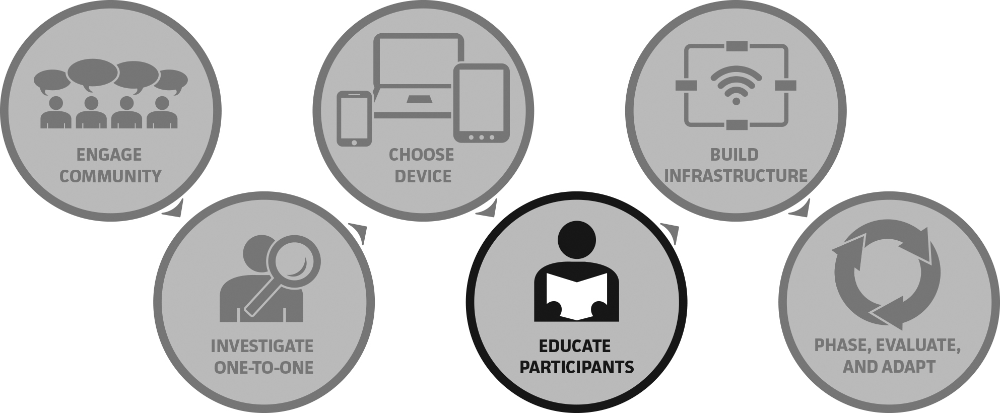 ENGAGE
COMMUNITY
INVESTIGATE
ONE-TO-ONE
CHOOSE
DEVICE
EDUCATE
PARTICIPANTS
BUILD
INFRASTRUCTURE
PHASE, EVALUATE,
AND ADAPT